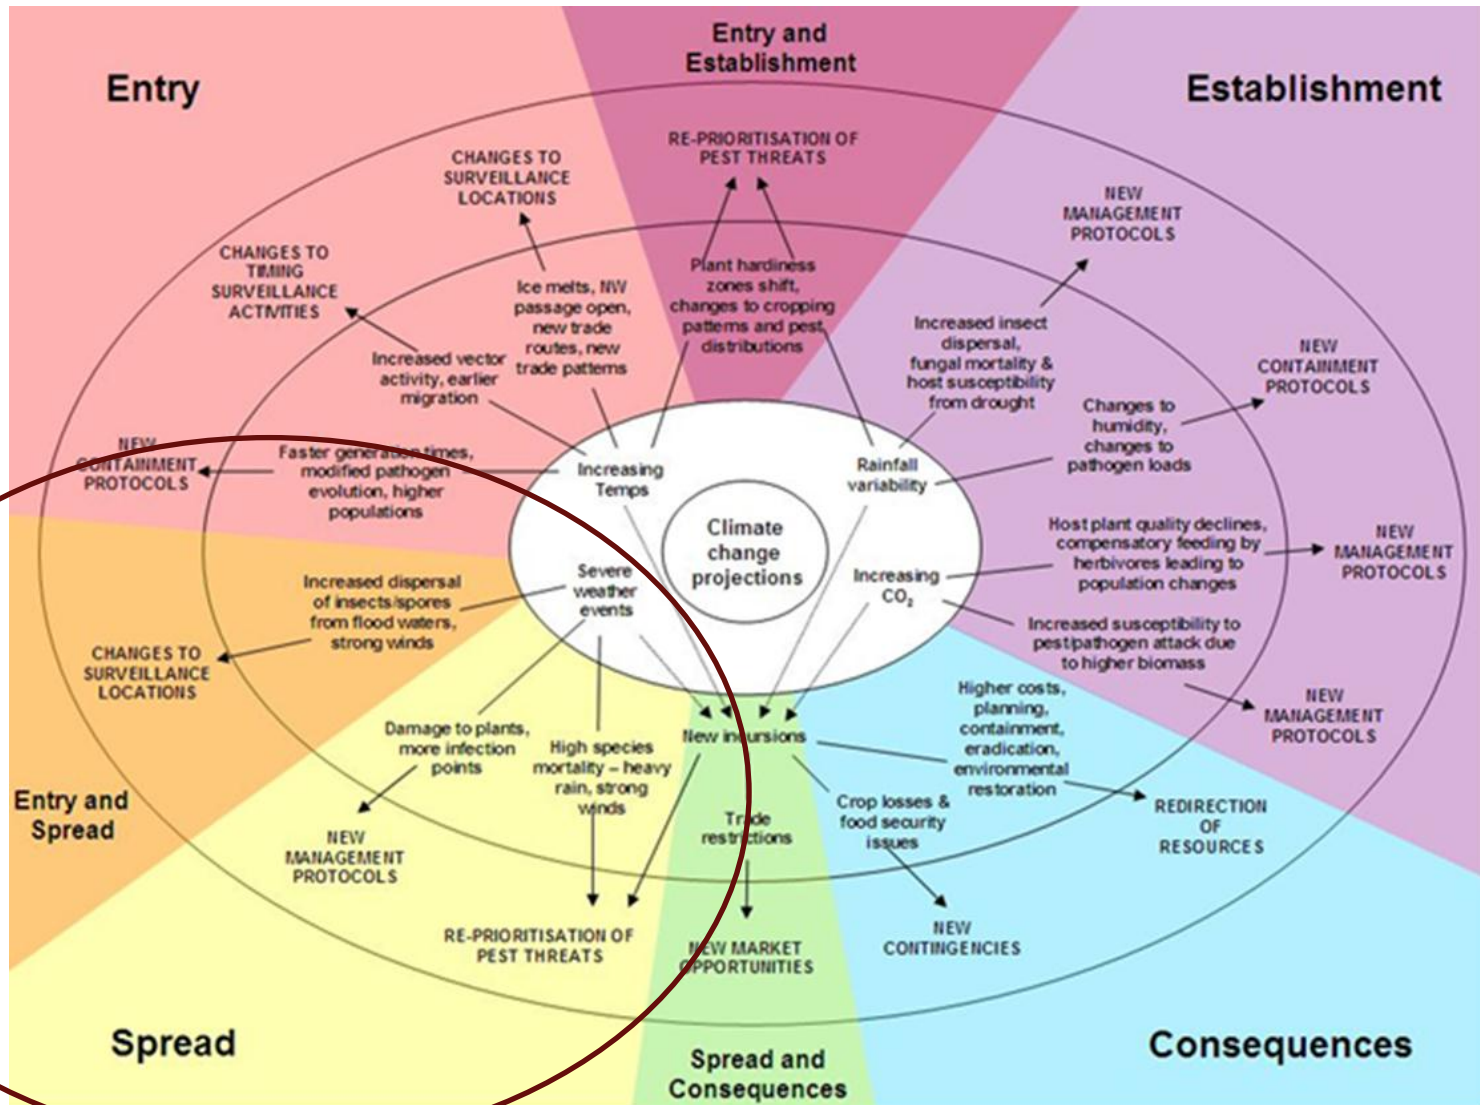 Entry
Entry and
Establishment
Establishment
RE-PRIORITISATION OF
PEST THREATS
CHANGES TO
SURVEILLANCE
LOCATIONS
NEW
MANAGEMENT
PROTOCOLS
CHANGES TO
TIMING
SURVEILLANCE
ACTIVITIES
Ice melts, NW
passage open,
new trade
routes, new
trade patterns
Plant hardiness
zones shift,
changes to cropping
patterns and pest
distributions
Increased insect
dispersal,
fungal mortality &
host susceptibility
from drought
NEW
CONTAINMENT
PROTOCOLS
Increased vector
activity, earlier
migration
Changes to
humidity,
changes to
pathogen loads
NEW
CONTAINMENT
PROTOCOLS
Faster generation times,
modified pathogen
evolution, higher
populations
Increasing
Temps
Rainfall
variability
Climate
change
projections
Host plant quality declines,
compensatory feeding by
herbivores leading to
population changes
NEW
MANAGEMENT
PROTOCOLS
Severe
weather
events
Increasing
CO₂
Increased dispersal
of insects/spores
from flood waters,
strong winds
Increased susceptibility to
pest/pathogen attack due
to higher biomass
CHANGES TO
SURVEILLANCE
LOCATIONS
NEW
MANAGEMENT
PROTOCOLS
Damage to plants,
more infection
points
High species
mortality – heavy
rain, strong
winds
New incursions
Higher costs,
planning,
containment,
eradication,
environmental
restoration
Entry and
Spread
Trade
restrictions
Crop losses &
food security
issues
REDIRECTION
OF
RESOURCES
NEW
MANAGEMENT
PROTOCOLS
RE-PRIORITISATION OF
PEST THREATS
NEW MARKET
OPPORTUNITIES
NEW
CONTINGENCIES
Spread
Spread and
Consequences
Consequences